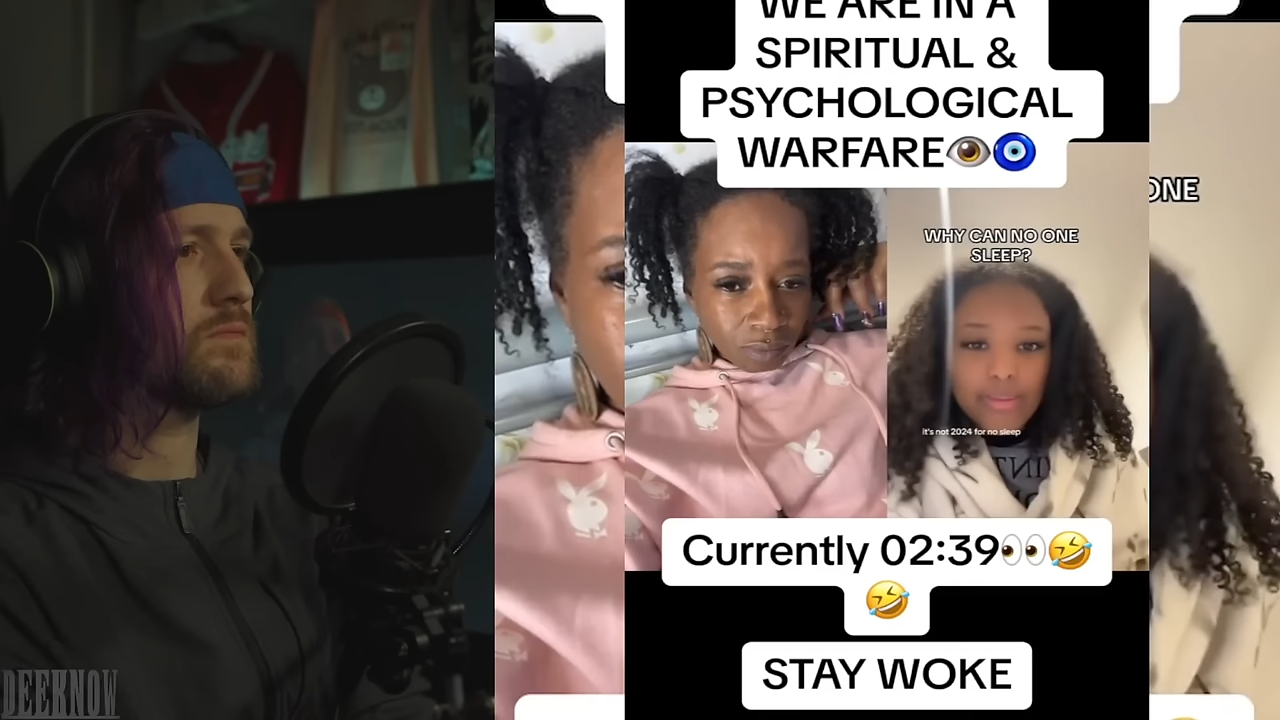 WE ARE IN A
SPIRITUAL &
PSYCHOLOGICAL
WARFARE👁️🧿
ONE
WHY CAN NO ONE
SLEEP?
it's not 2024 for no sleep
Currently 02:39👀🤣
🤣
STAY WOKE
DEEKNOW